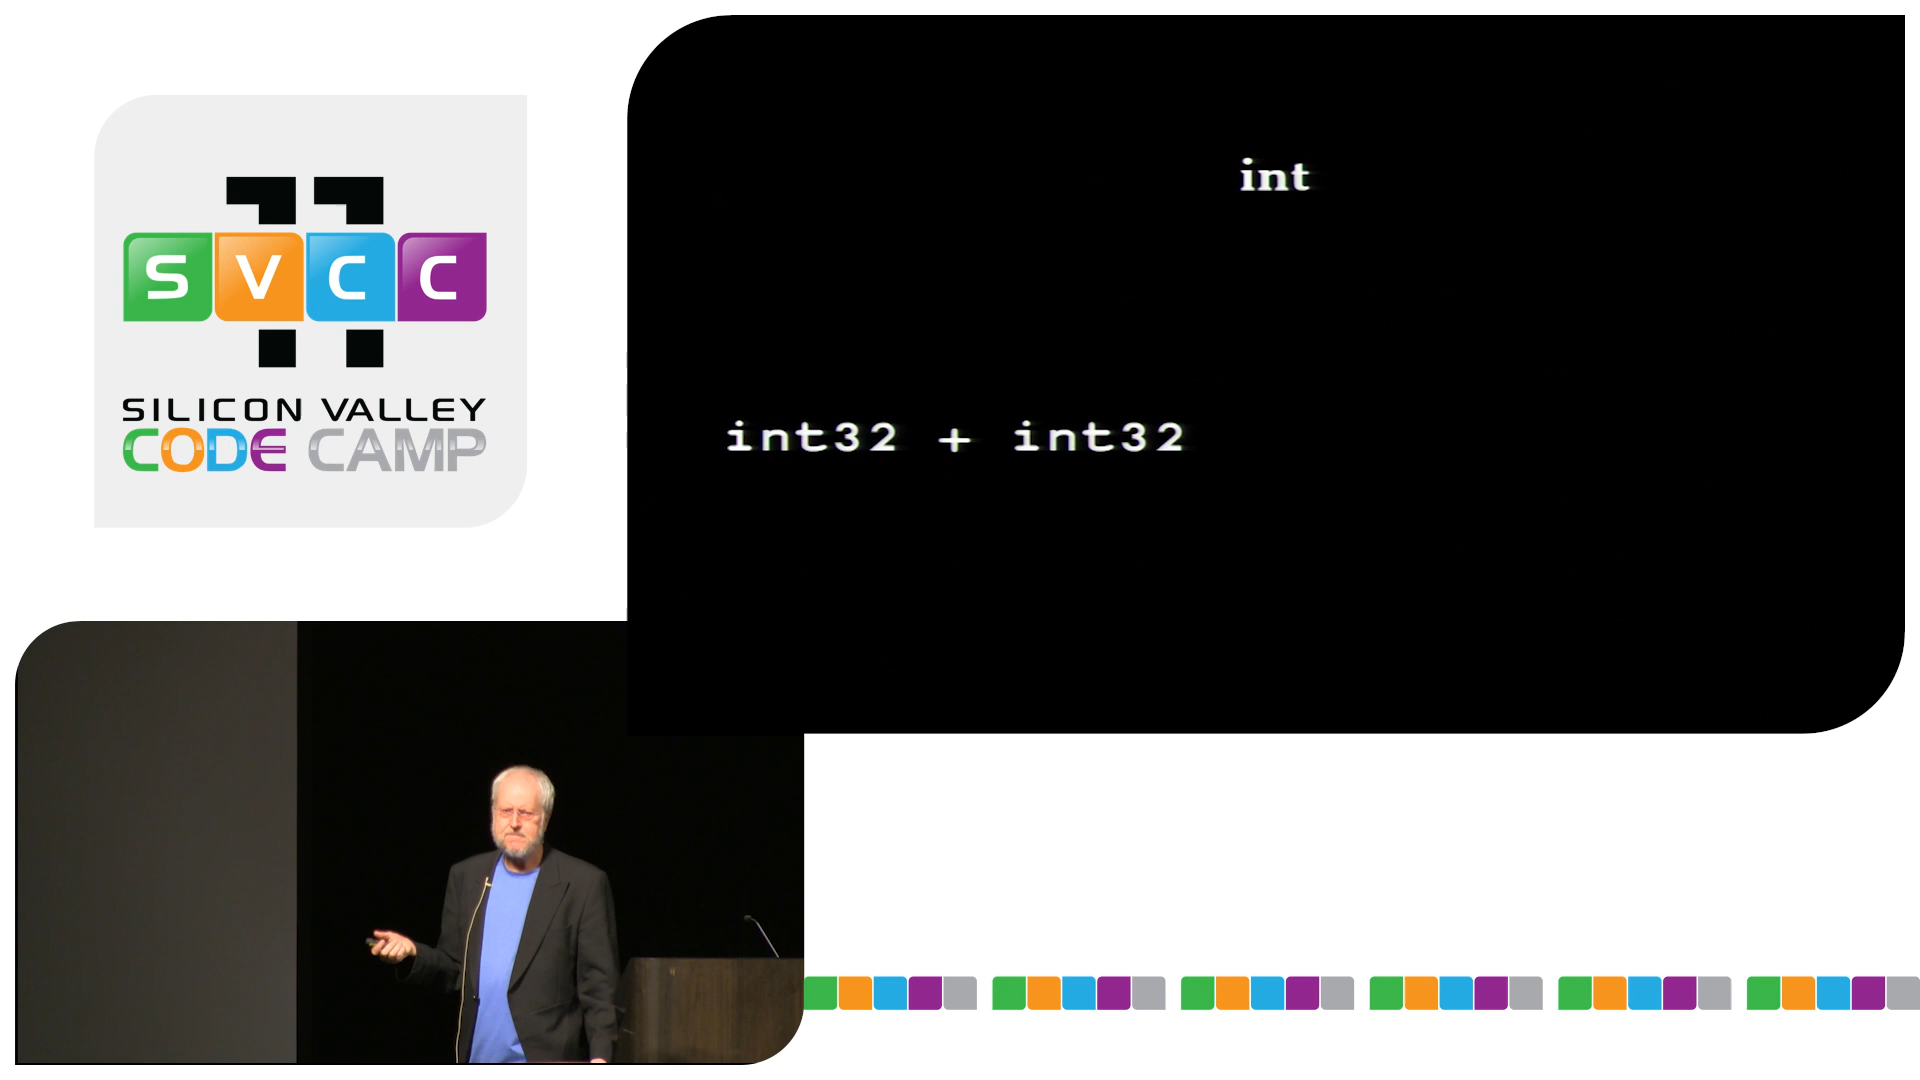 SVCC
SILICON VALLEY
CODE CAMP
int
int32 + int32